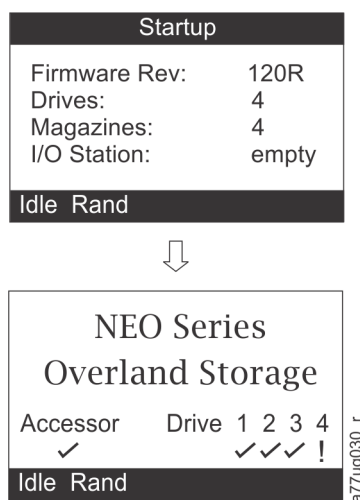 Startup
Firmware Rev: 120R
Drives: 4
Magazines: 4
I/O Station: empty
Idle Rand
NEO Series
Overland Storage
Accessor Drive 1 2 3 4
✓ ✓ ✓ ✓ !
Idle Rand
a77ug030_r